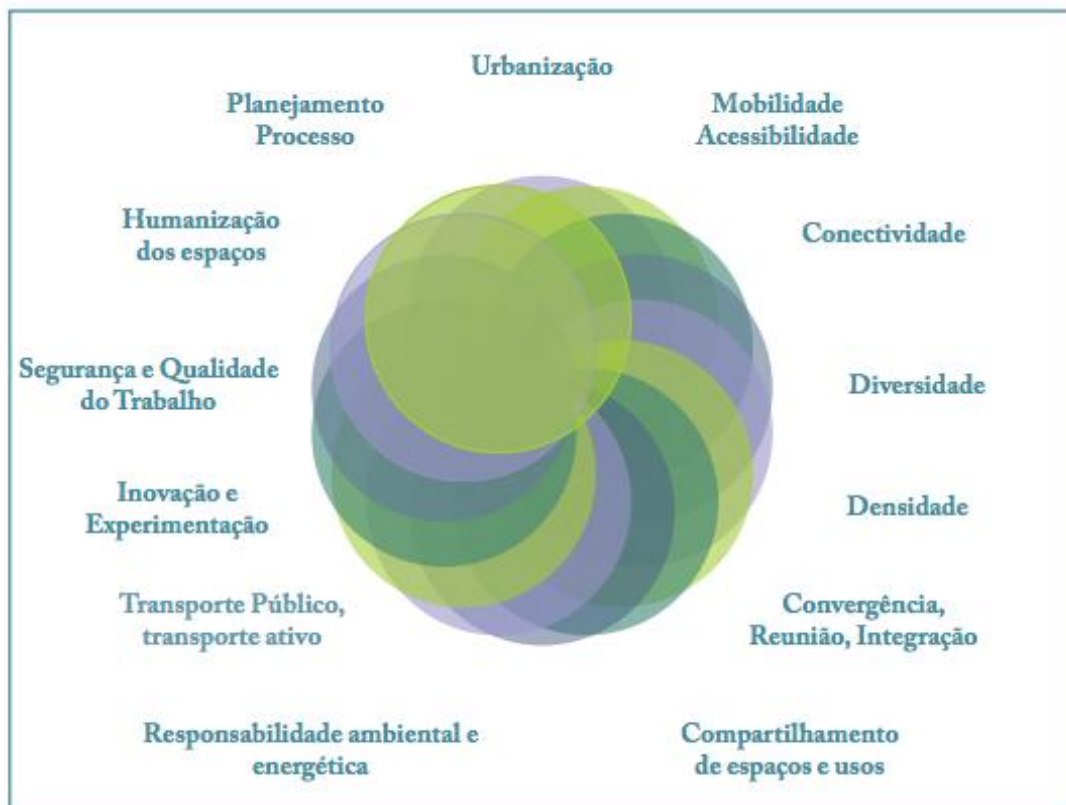 Urbanização
Planejamento
Processo
Mobilidade
Acessibilidade
Humanização
dos espaços
Conectividade
Segurança e Qualidade
do Trabalho
Diversidade
Inovação e
Experimentação
Densidade
Transporte Público,
transporte ativo
Convergência,
Reunião, Integração
Responsabilidade ambiental e
energética
Compartilhamento
de espaços e usos